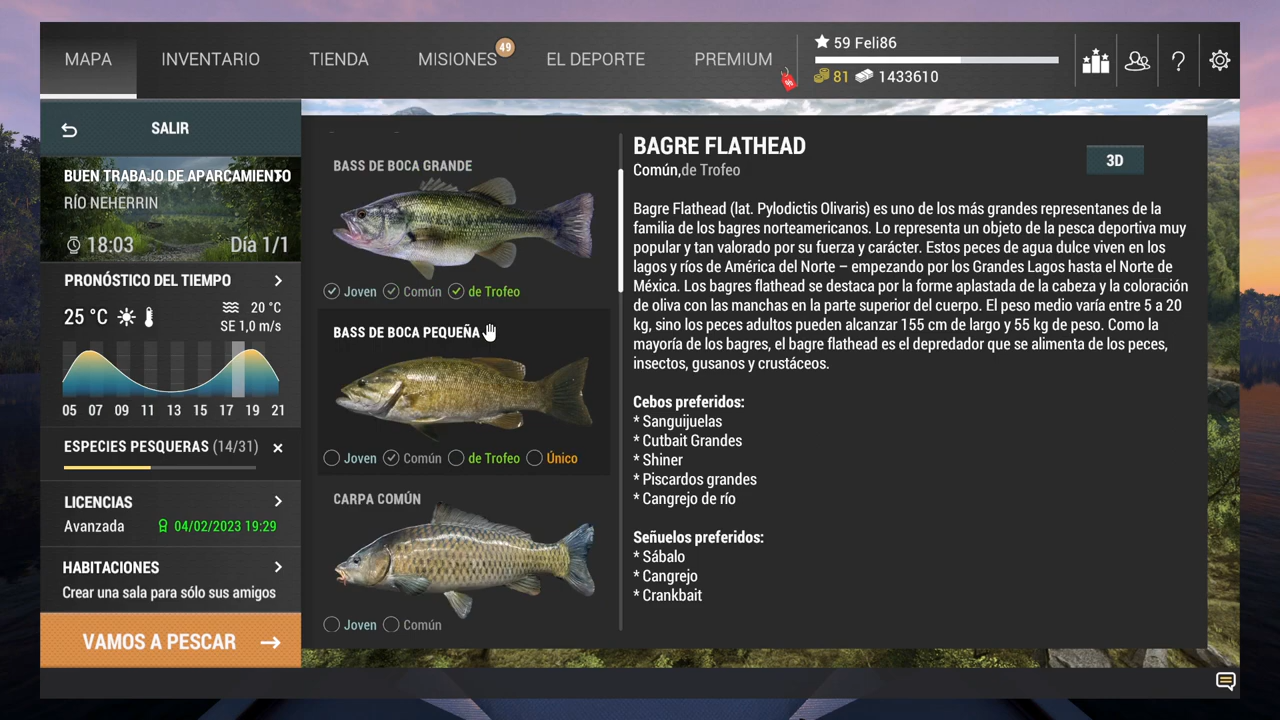 MAPA
INVENTARIO
TIENDA
MISIONES
49
EL DEPORTE
PREMIUM
%
59 Feli86
81 1433610
?
SALIR
BUEN TRABAJO DE APARCAMIENTO
RÍO NEHERRIN
18:03 Día 1/1
PRONÓSTICO DEL TIEMPO
25 °C
20 °C
SE 1,0 m/s
05 07 09 11 13 15 17 19 21
ESPECIES PESQUERAS (14/31)
LICENCIAS
Avanzada 04/02/2023 19:29
HABITACIONES
Crear una sala para sólo sus amigos
VAMOS A PESCAR
BASS DE BOCA GRANDE
Joven Común de Trofeo
BASS DE BOCA PEQUEÑA
Joven Común de Trofeo Único
CARPA COMÚN
Joven Común
BAGRE FLATHEAD
Común,de Trofeo
3D
Bagre Flathead (lat. Pylodictis Olivaris) es uno de los más grandes representanes de la
familia de los bagres norteamericanos. Lo representa un objeto de la pesca deportiva muy
popular y tan valorado por su fuerza y carácter. Estos peces de agua dulce viven en los
lagos y ríos de América del Norte – empezando por los Grandes Lagos hasta el Norte de
México. Los bagres flathead se destaca por la forme aplastada de la cabeza y la coloración
de oliva con las manchas en la parte superior del cuerpo. El peso medio varía entre 5 a 20
kg, sino los peces adultos pueden alcanzar 155 cm de largo y 55 kg de peso. Como la
mayoría de los bagres, el bagre flathead es el depredador que se alimenta de los peces,
insectos, gusanos y crustáceos.
Cebos preferidos:
* Sanguijuelas
* Cutbait Grandes
* Shiner
* Piscardos grandes
* Cangrejo de río
Señuelos preferidos:
* Sábalo
* Cangrejo
* Crankbait